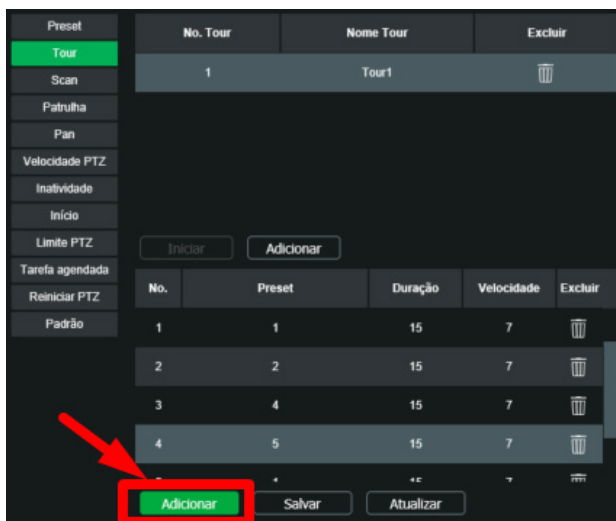 Preset
Tour
Scan
Patrulha
Pan
Velocidade PTZ
Inatividade
Início
Limite PTZ
Tarefa agendada
Reiniciar PTZ
Padrão
No. Tour Nome Tour Excluir
1 Tour1
Iniciar Adicionar
No. Preset Duração Velocidade Excluir
1 1 15 7
2 2 15 7
3 4 15 7
4 5 15 7
Adicionar Salvar Atualizar